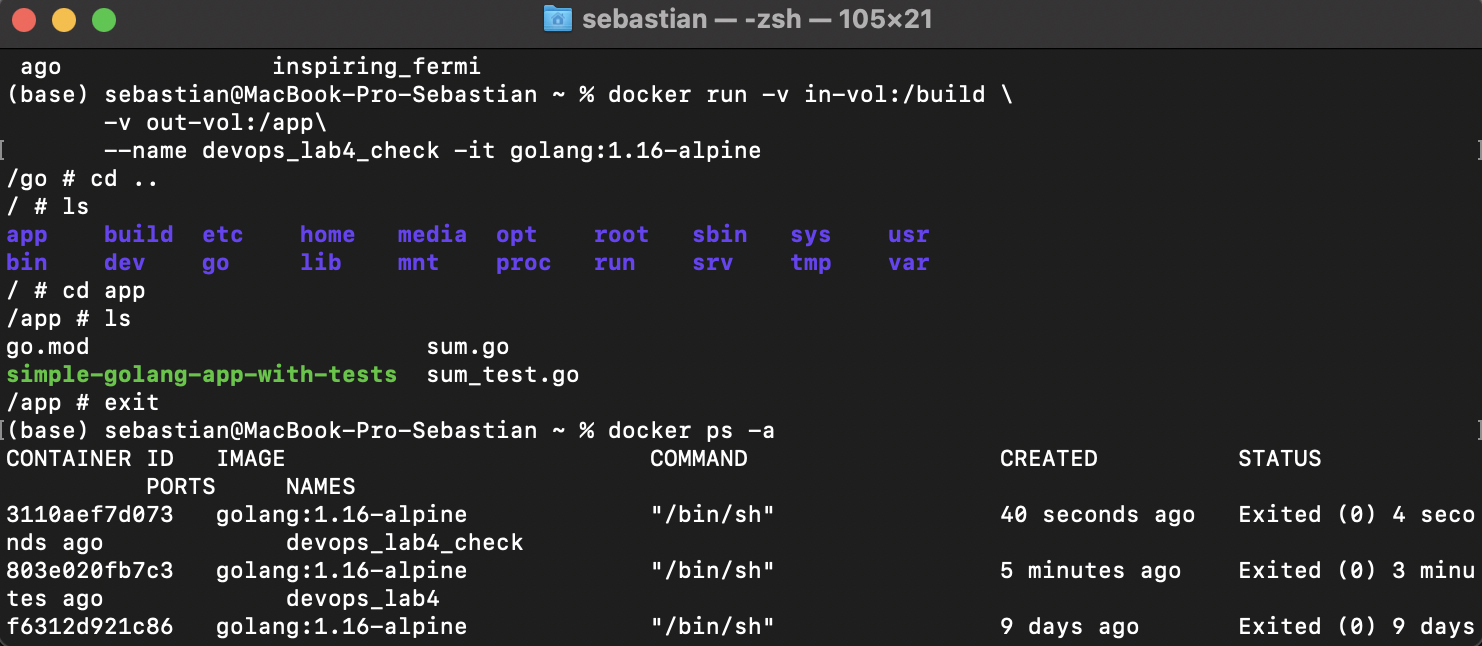 sebastian — -zsh — 105×21
 ago               inspiring_fermi
(base) sebastian@MacBook-Pro-Sebastian ~ % docker run -v in-vol:/build \
       -v out-vol:/app\
[      --name devops_lab4_check -it golang:1.16-alpine ]
/go # cd ..
/ # ls
app    build  etc    home   media  opt    root   sbin   sys    usr
bin    dev    go     lib    mnt    proc   run    srv    tmp    var
/ # cd app
/app # ls
go.mod                        sum.go
simple-golang-app-with-tests  sum_test.go
/app # exit
[(base) sebastian@MacBook-Pro-Sebastian ~ % docker ps -a ]
CONTAINER ID   IMAGE                          COMMAND                  CREATED          STATUS
          PORTS     NAMES
3110aef7d073   golang:1.16-alpine             "/bin/sh"                40 seconds ago   Exited (0) 4 seco
nds ago             devops_lab4_check
803e020fb7c3   golang:1.16-alpine             "/bin/sh"                5 minutes ago    Exited (0) 3 minu
tes ago             devops_lab4
f6312d921c86   golang:1.16-alpine             "/bin/sh"                9 days ago       Exited (0) 9 days